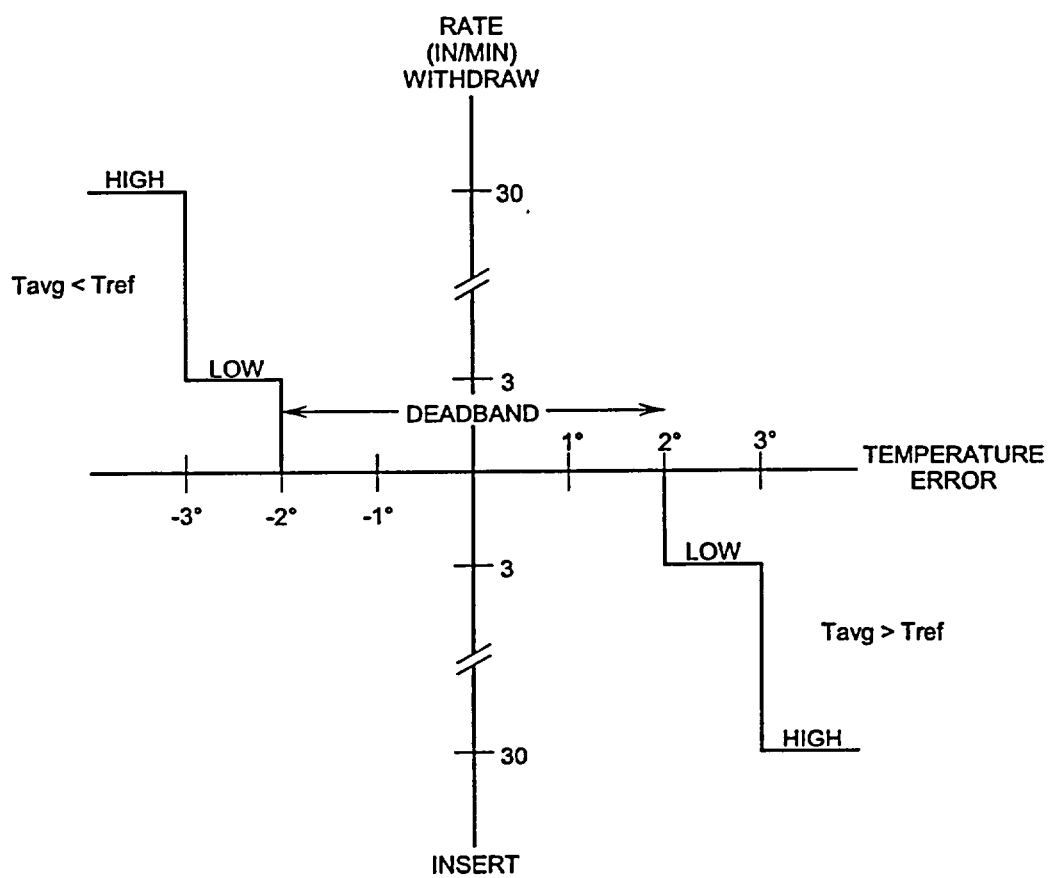 RATE
(IN/MIN)
WITHDRAW
HIGH
30
Tavg < Tref
LOW
3
DEADBAND
1°
2°
3°
TEMPERATURE
ERROR
-3°
-2°
-1°
3
LOW
Tavg > Tref
30
HIGH
INSERT